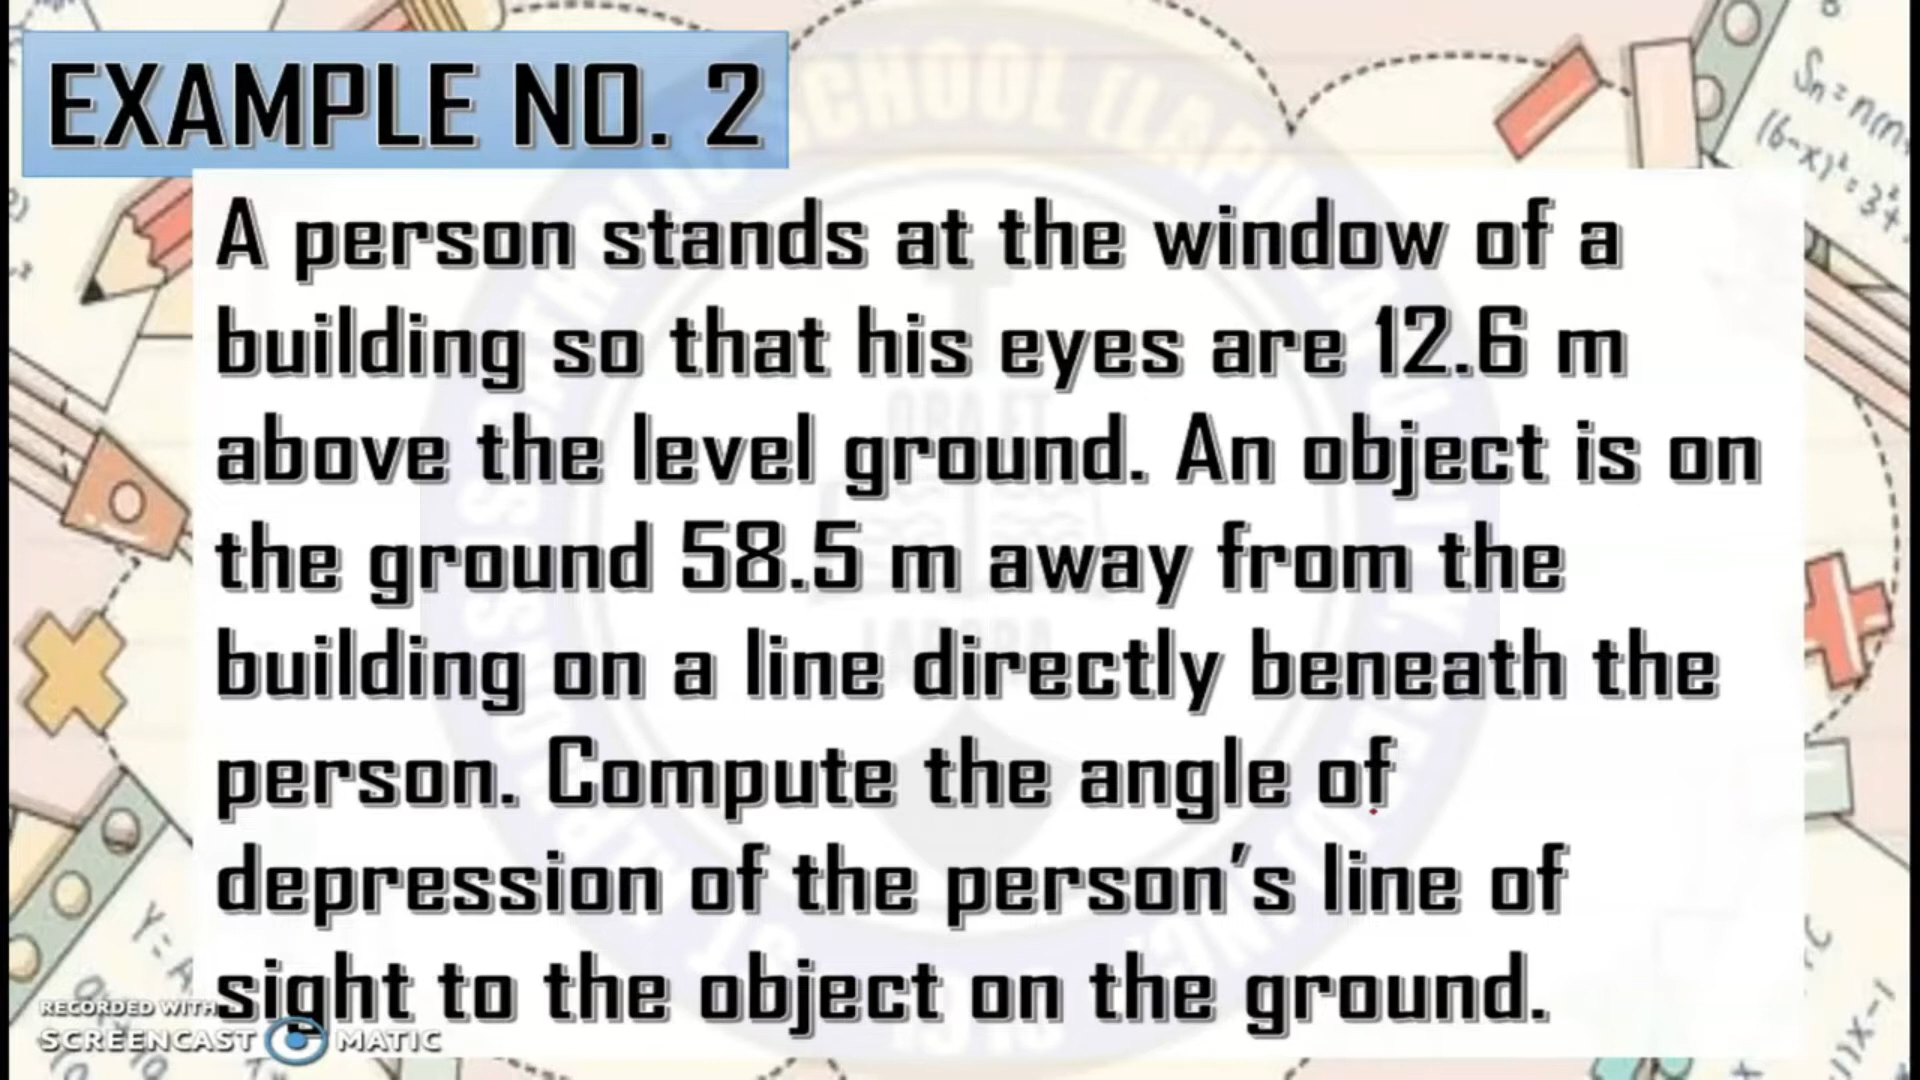 EXAMPLE NO. 2
A person stands at the window of a
building so that his eyes are 12.6 m
above the level ground. An object is on
the ground 58.5 m away from the
building on a line directly beneath the
person. Compute the angle of
depression of the person's line of
sight to the object on the ground.
RECORDED WITH
SCREENCAST MATIC